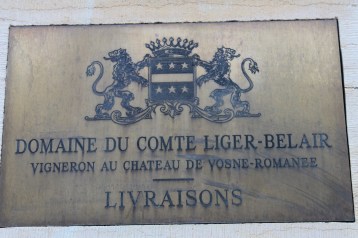 DOMAINE DU COMTE LIGER-BELAIR
VIGNERON AU CHATEAU DE VOSNE-ROMANEE
LIVRAISONS